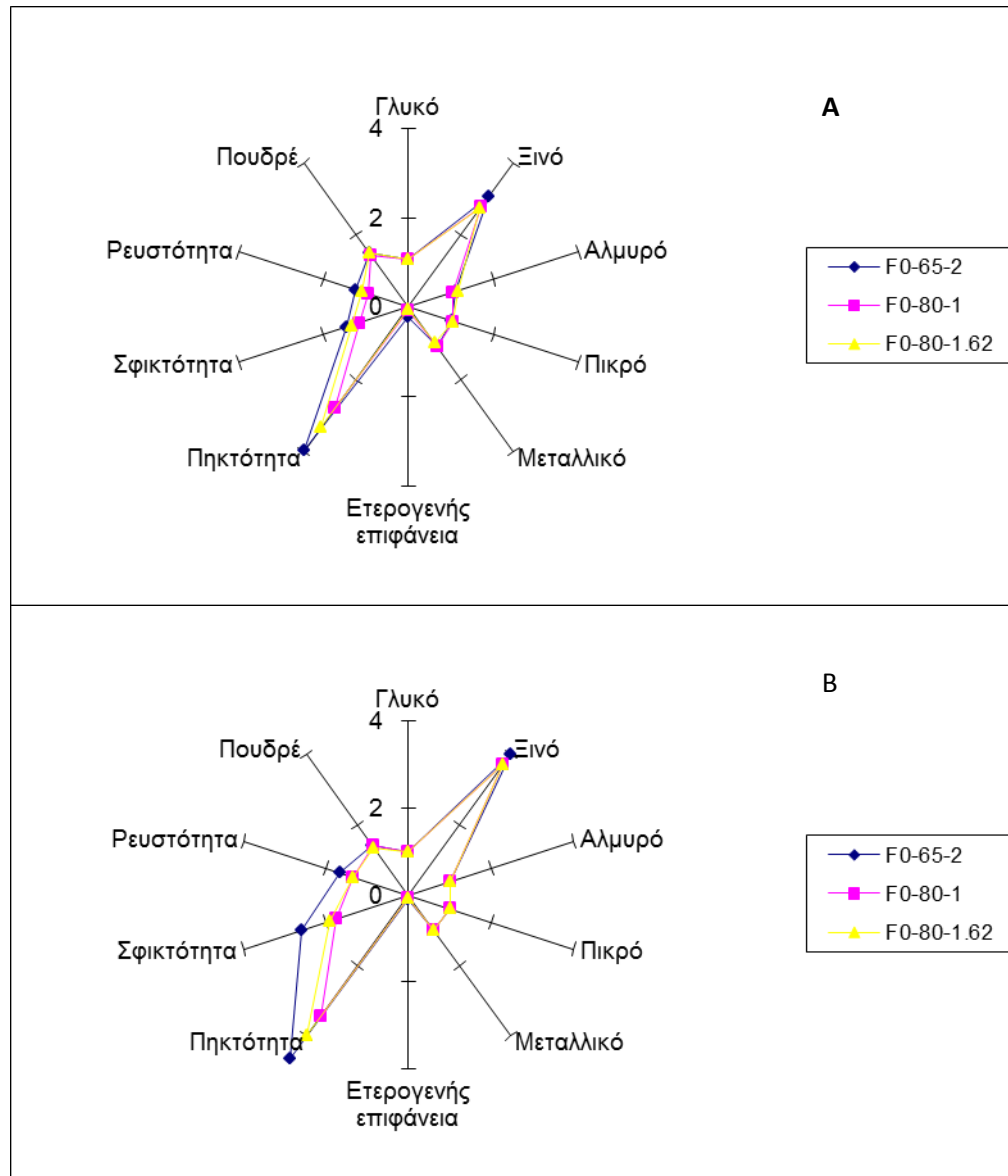 Γλυκό
A
4
Πουδρέ
Ξινό
2
Ρευστότητα
Αλμυρό
F0-65-2
F0-80-1
F0-80-1.62
0
Σφικτότητα
Πικρό
Πηκτότητα
Μεταλλικό
Ετερογενής
επιφάνεια
B
Γλυκό
4
Πουδρέ
Ξινό
2
Ρευστότητα
Αλμυρό
F0-65-2
F0-80-1
F0-80-1.62
0
Σφικτότητα
Πικρό
Πηκτότητα
Μεταλλικό
Ετερογενής
επιφάνεια